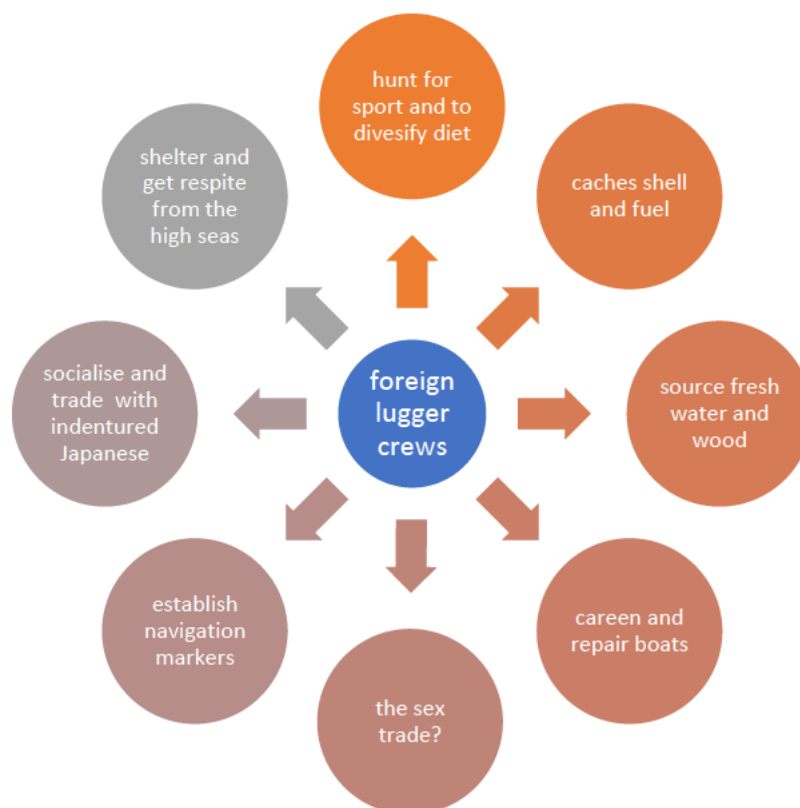 hunt for
sport and to
divesify diet
caches shell
and fuel
source fresh
water and
wood
careen and
repair boats
the sex
trade?
establish
navigation
markers
socialise and
trade with
indentured
Japanese
shelter and
get respite
from the
high seas
foreign
lugger
crews